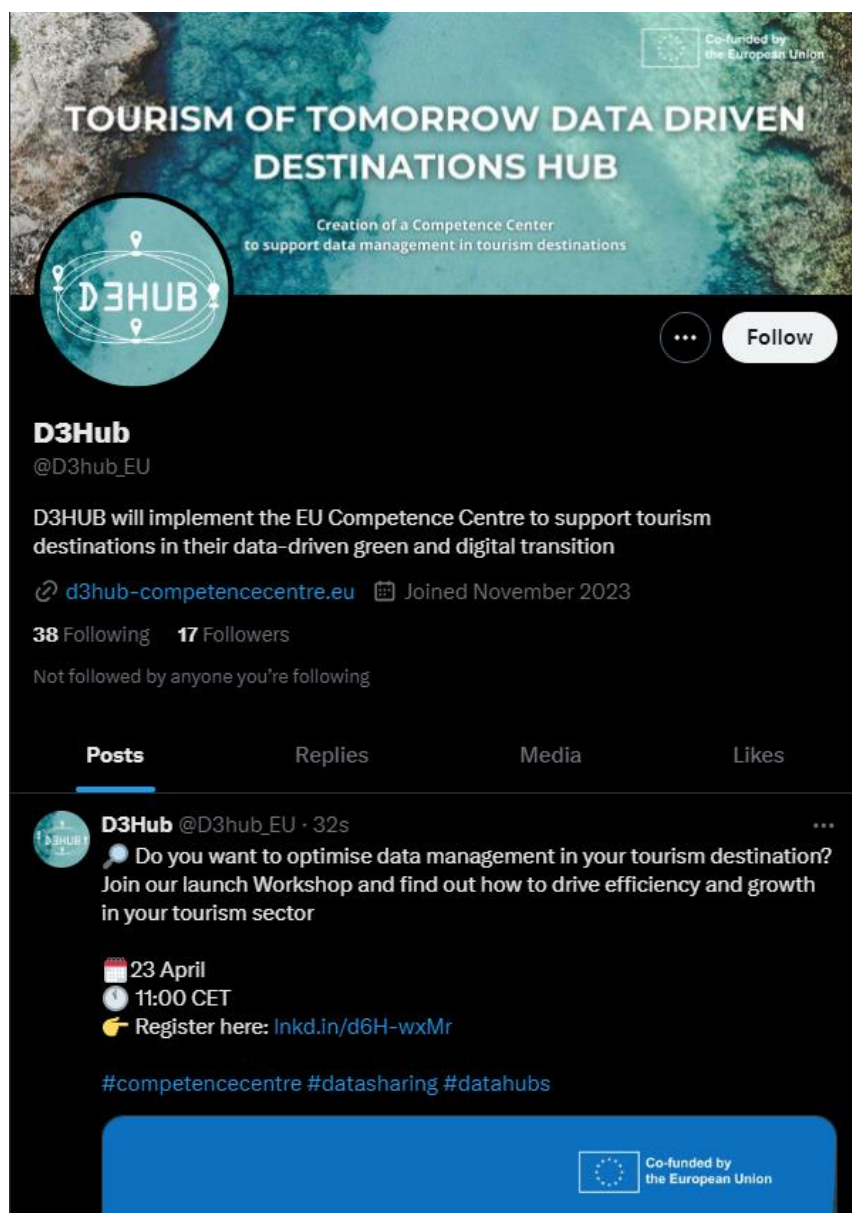 Co-funded by
the European Union
TOURISM OF TOMORROW DATA DRIVEN
DESTINATIONS HUB
Creation of a Competence Center
to support data management in tourism destinations
D3HUB
Follow
D3Hub
@D3hub_EU
D3HUB will implement the EU Competence Centre to support tourism
destinations in their data-driven green and digital transition
d3hub-competencecentre.eu Joined November 2023
38 Following 17 Followers
Not followed by anyone you're following
Posts Replies Media Likes
D3HUB
D3Hub @D3hub_EU · 32s
🔎 Do you want to optimise data management in your tourism destination?
Join our launch Workshop and find out how to drive efficiency and growth
in your tourism sector
🗓️23 April
🕚 11:00 CET
👉 Register here: lnkd.in/d6H-wxMr
#competencecentre #datasharing #datahubs
Co-funded by
the European Union